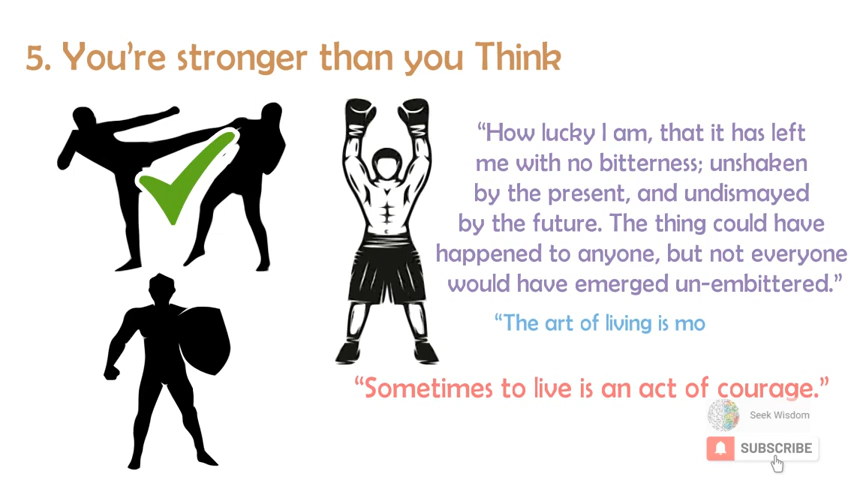 5. You're stronger than you Think
“How lucky I am, that it has left
me with no bitterness; unshaken
by the present, and undismayed
by the future. The thing could have
happened to anyone, but not everyone
would have emerged un-embittered.”
“The art of living is mo
“Sometimes to live is an act of courage.”
Seek Wisdom
SUBSCRIBE